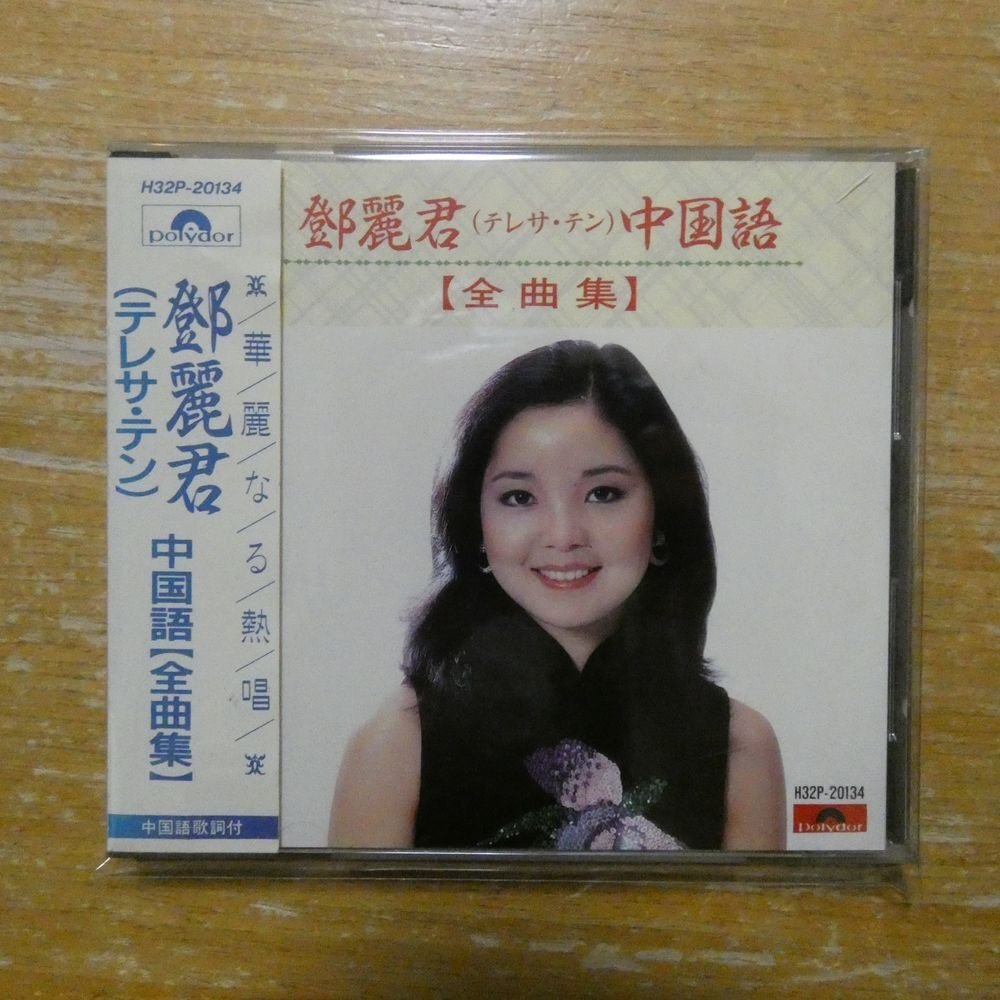 H32P-20134
polydor
鄧麗君
(テレサ・テン)
中国語【全曲集】
華/麗/な/る/熱/唱/
中国語歌詞付
鄧麗君(テレサ・テン)中国語
【全曲集】
H32P-20134
polydor